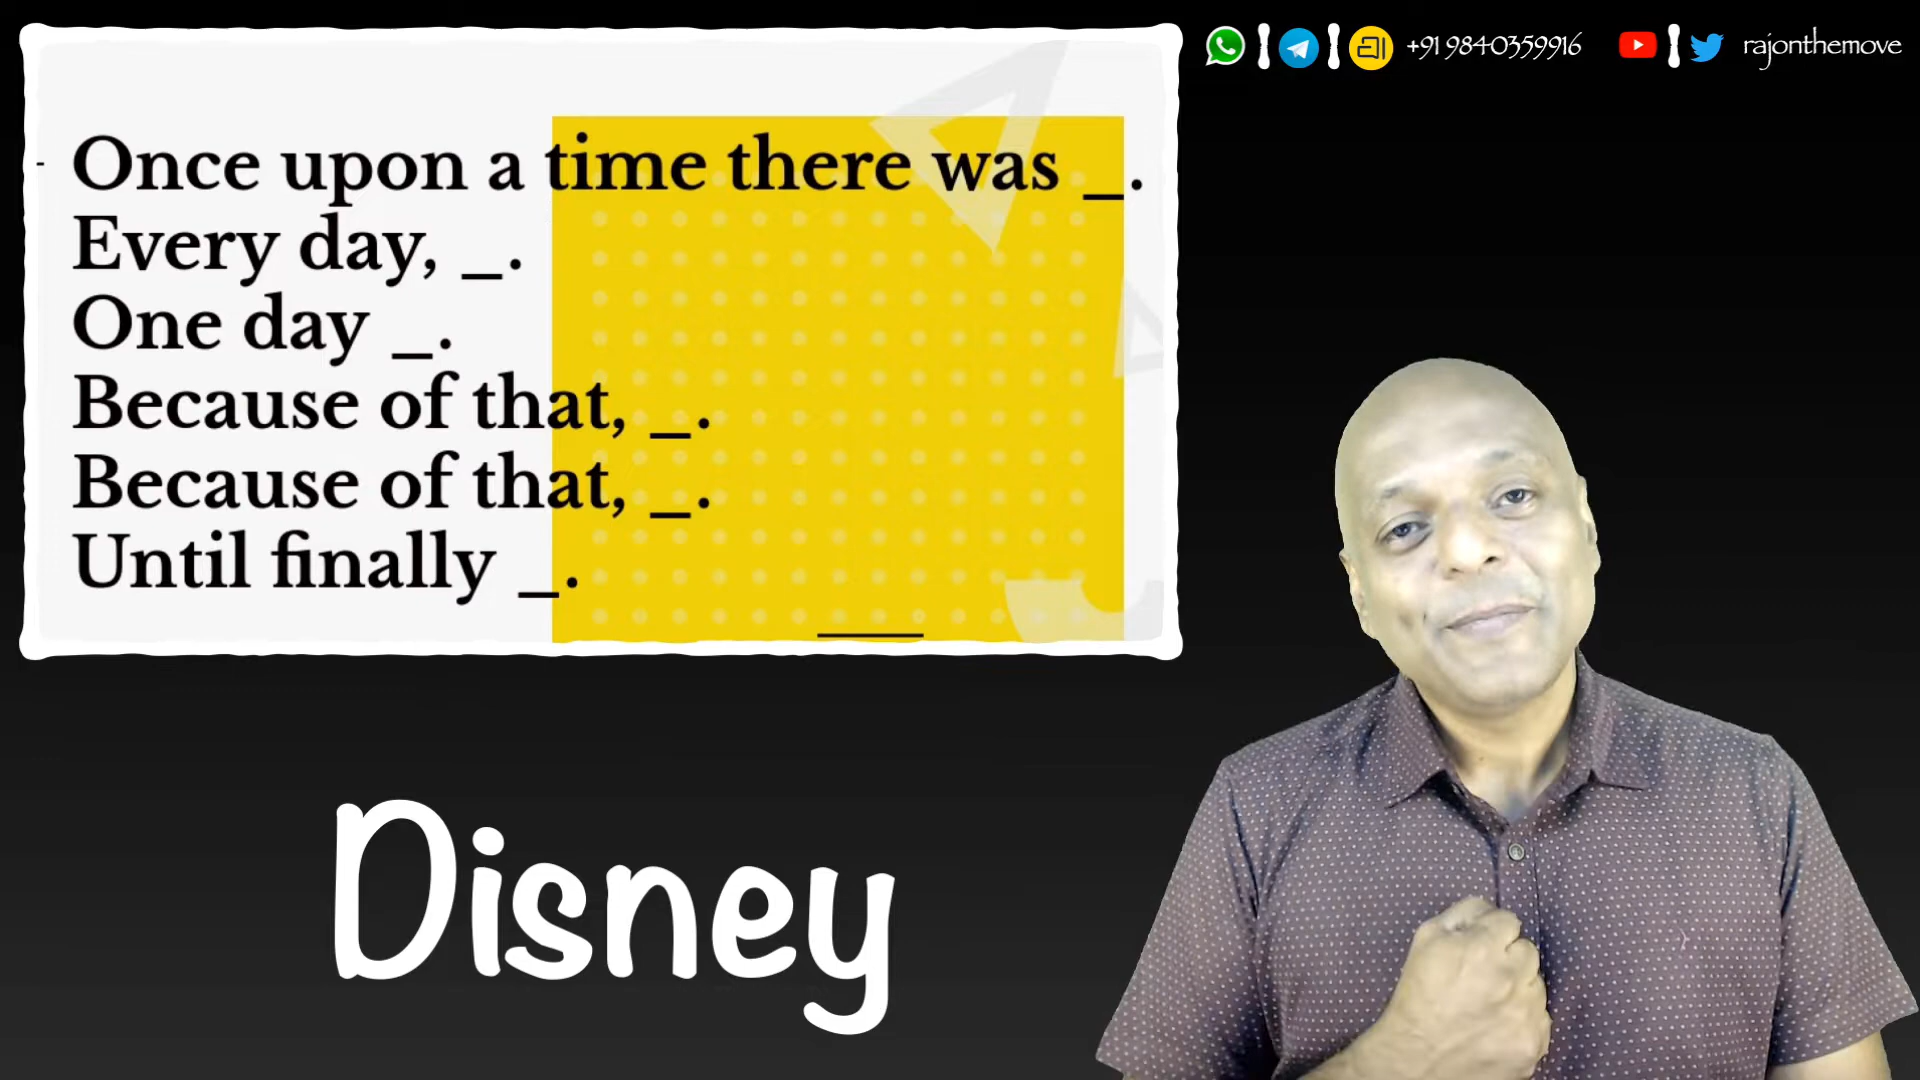 +91 9840359916 rajonthemove
- Once upon a time there was _.
Every day, _.
One day _.
Because of that, _.
Because of that, _.
Until finally _.
Disney